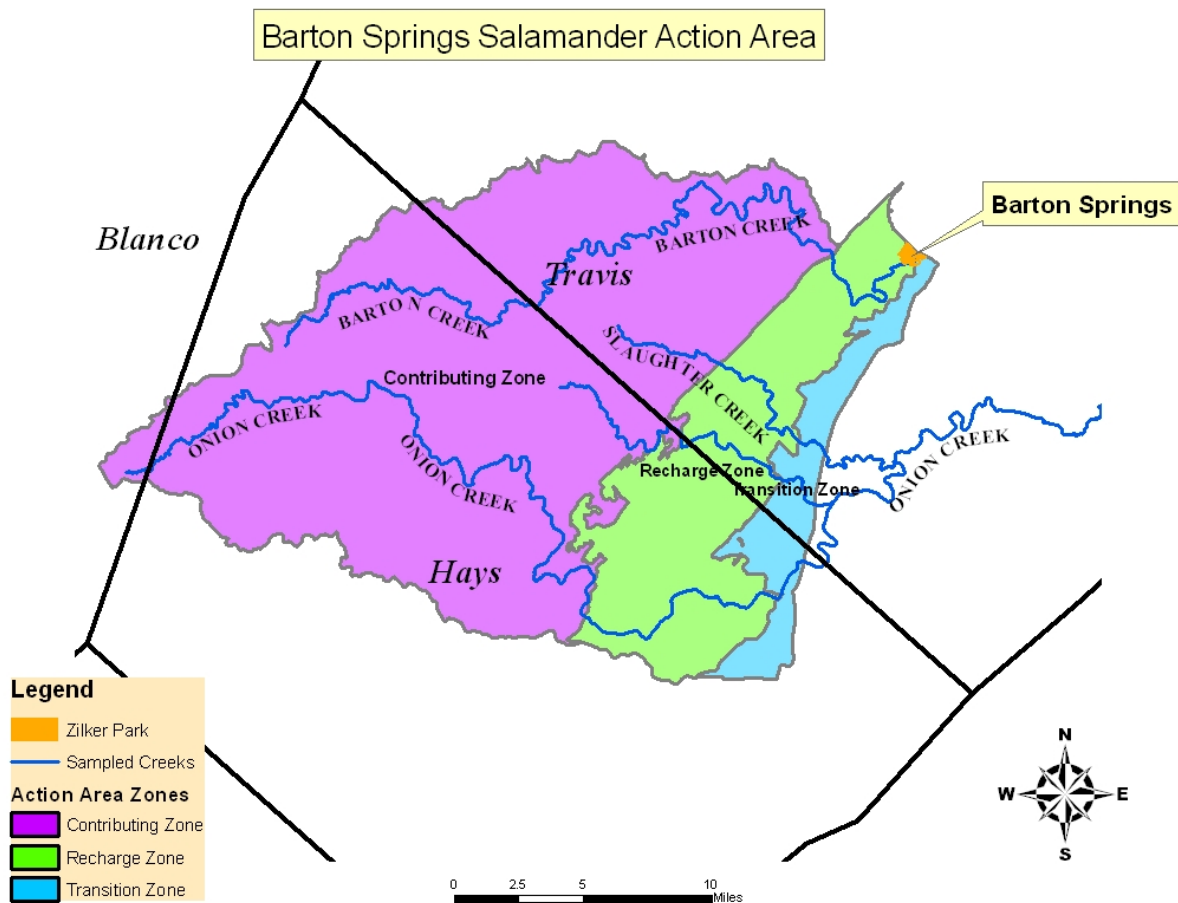 Barton Springs Salamander Action Area
Barton Springs
Blanco
BARTON CREEK
Travis
BARTON CREEK
SLAUGHTER CREEK
Contributing Zone
ONION CREEK
ONION CREEK
ONION CREEK
Recharge Zone
Transition Zone
Hays
Legend
Zilker Park
Sampled Creeks
Action Area Zones
Contributing Zone
Recharge Zone
Transition Zone
N
W E
S
0 2.5 5 10
Miles